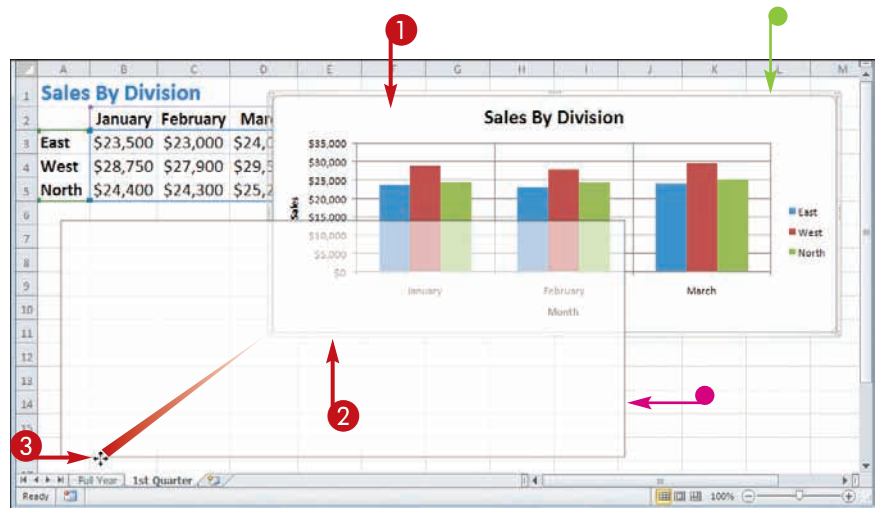 1
A B C D E F G H I J K L M
1 Sales By Division
2 January February Mar
3 East $23,500 $23,000 $24,
4 West $28,750 $27,900 $29,5
5 North $24,400 $24,300 $25,2
6
7
8
9
10
11
12
13
14
15
Sales By Division
$35,000
$30,000
$25,000
$20,000
$15,000
$10,000
$5,000
$0
Sales
January February March
Month
East
West
North
2
3
Full Year 1st Quarter
Ready 100%